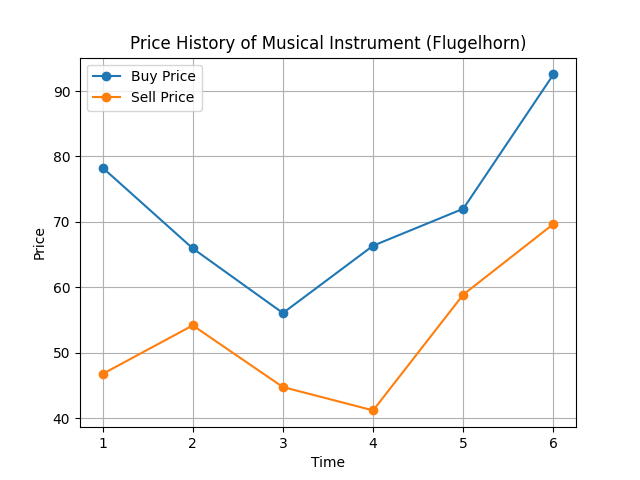 Price History of Musical Instrument (Flugelhorn)
Buy Price
Sell Price
90
80
70
60
50
40
Price
1 2 3 4 5 6
Time